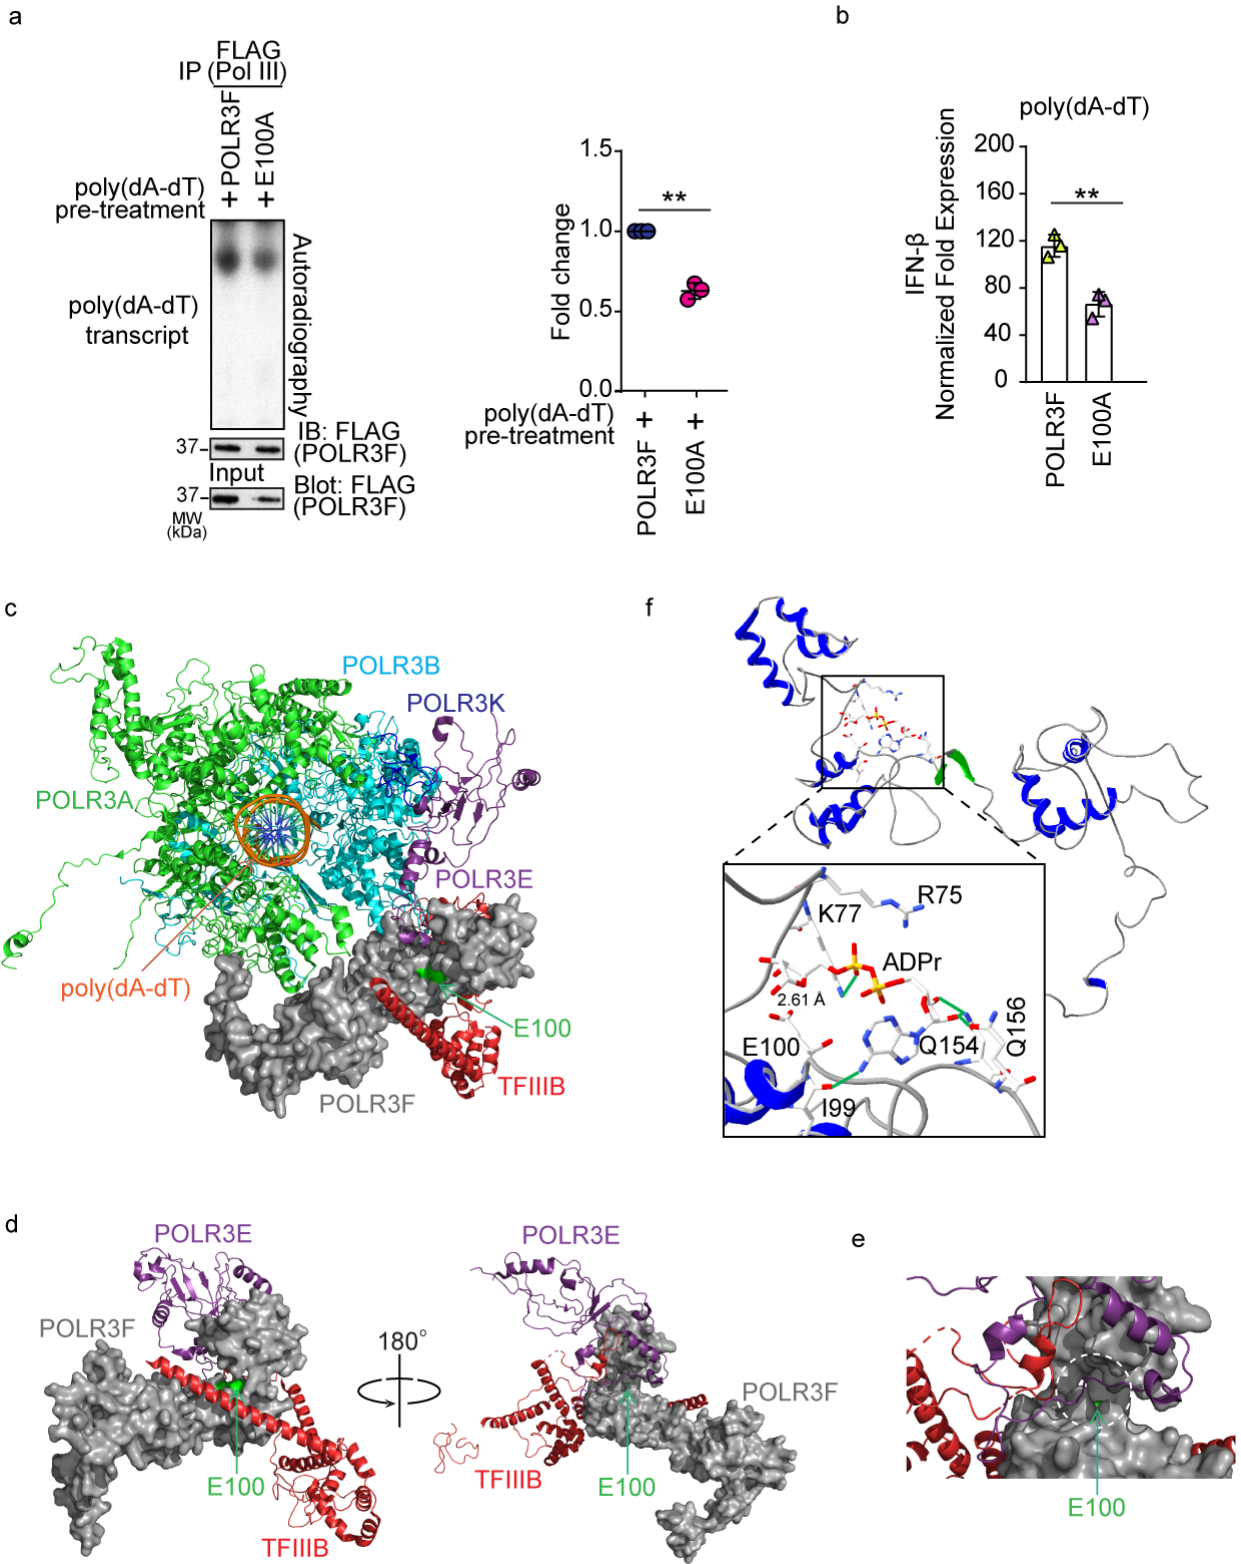 a
FLAG
IP (Pol III)
POLR3F
E100A
poly(dA-dT)
pre-treatment
+ +
poly(dA-dT)
transcript
Autoradiography
37
IB: FLAG
(POLR3F)
Input
37
Blot: FLAG
(POLR3F)
MW
(kDa)
Fold change
1.5
1.0
0.5
0.0
**
poly(dA-dT)
pre-treatment
+ +
POLR3F
E100A
b
poly(dA-dT)
IFN-β
Normalized Fold Expression
200
160
120
80
40
0
**
POLR3F
E100A
c
POLR3B
POLR3K
POLR3A
POLR3E
poly(dA-dT)
E100
TFIIIB
POLR3F
f
R75
K77
ADPr
2.61 A
E100
Q154
Q156
I99
d
POLR3E
POLR3F
E100
TFIIIB
180°
POLR3E
POLR3F
TFIIIB
E100
e
E100